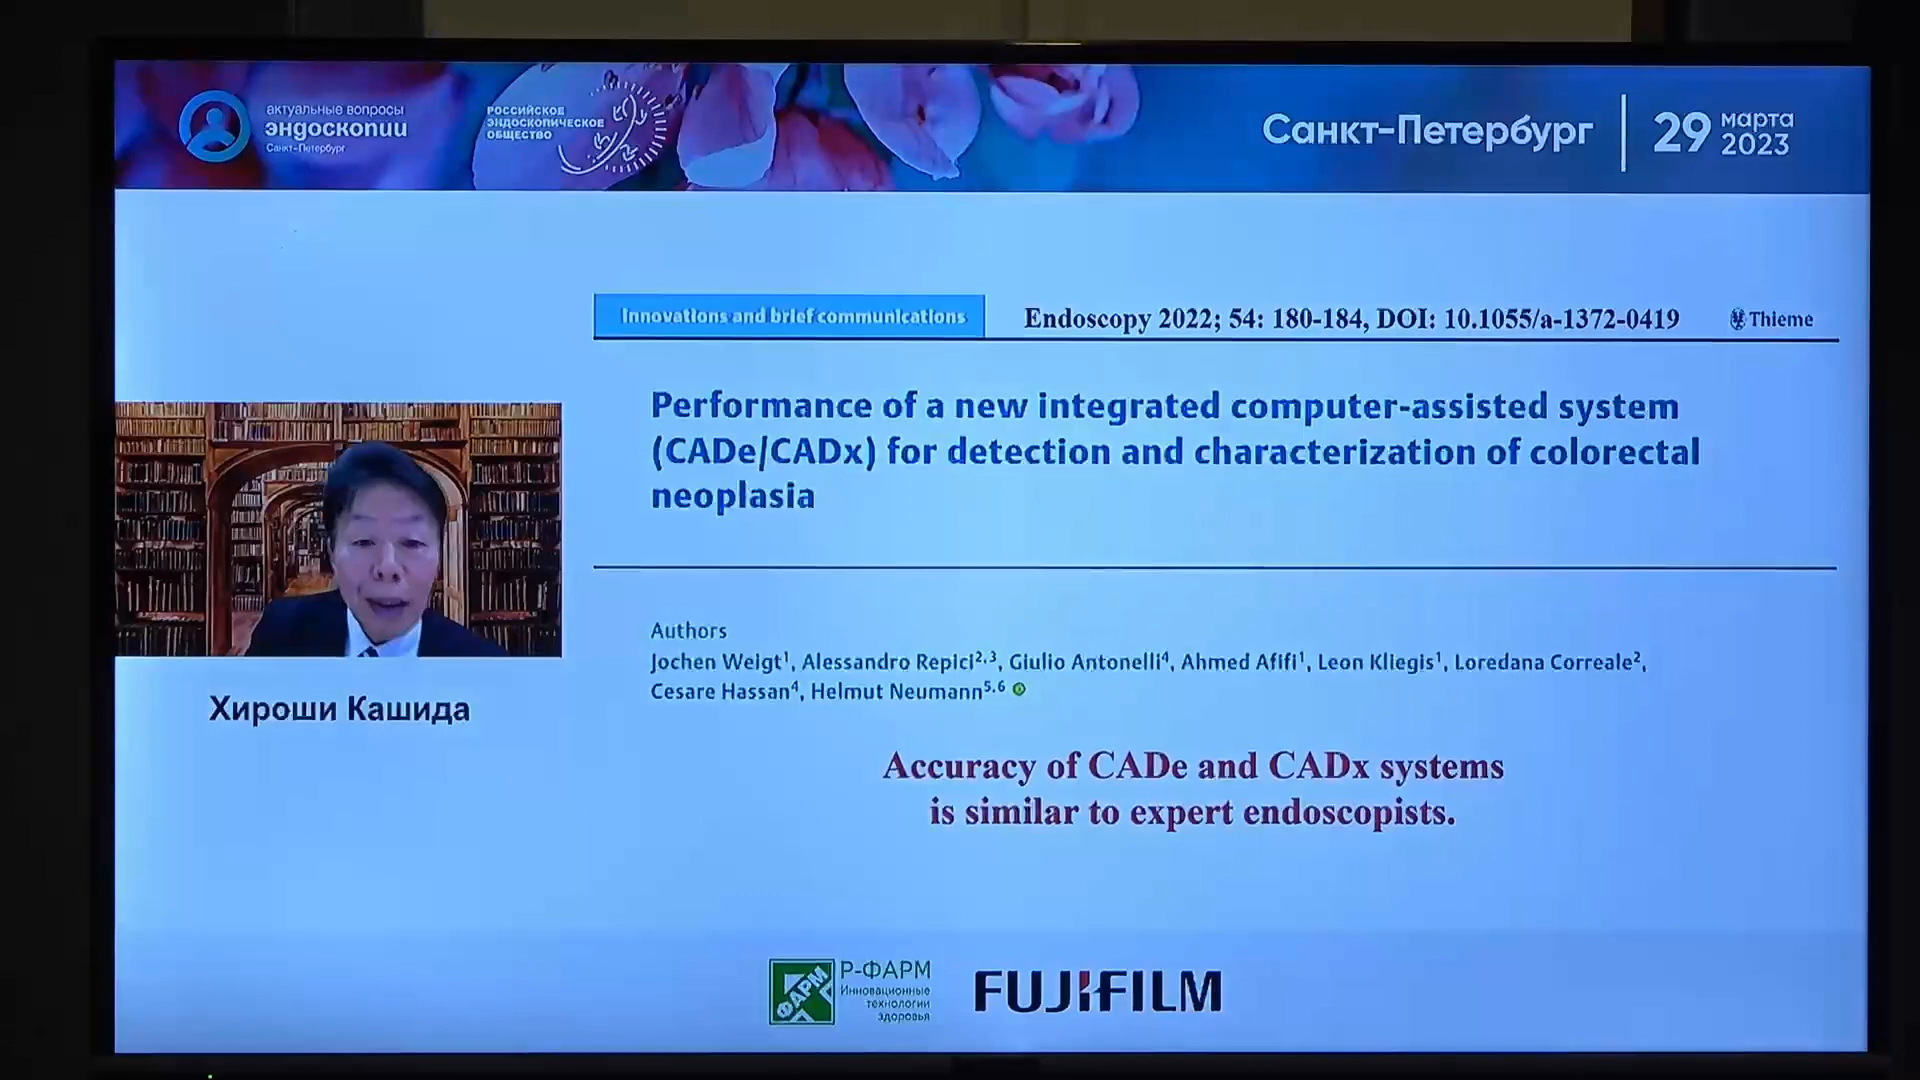 актуальные вопросы
эндоскопии
Санкт-Петербург
РОССИЙСКОЕ
ЭНДОСКОПИЧЕСКОЕ
ОБЩЕСТВО
Санкт-Петербург
29 марта
2023
Innovations and brief communications
Endoscopy 2022; 54: 180-184, DOI: 10.1055/a-1372-0419
Thieme
Performance of a new integrated computer-assisted system
(CADe/CADx) for detection and characterization of colorectal
neoplasia
Authors
Jochen Weigt¹, Alessandro Repici²,³, Giulio Antonelli⁴, Ahmed Afifi¹, Leon Kliegis¹, Loredana Correale²,
Cesare Hassan⁴, Helmut Neumann⁵,⁶
Хироши Кашида
Accuracy of CADe and CADx systems
is similar to expert endoscopists.
ФАРМ
Р-ФАРМ
Инновационные
технологии
здоровья
FUJIFILM